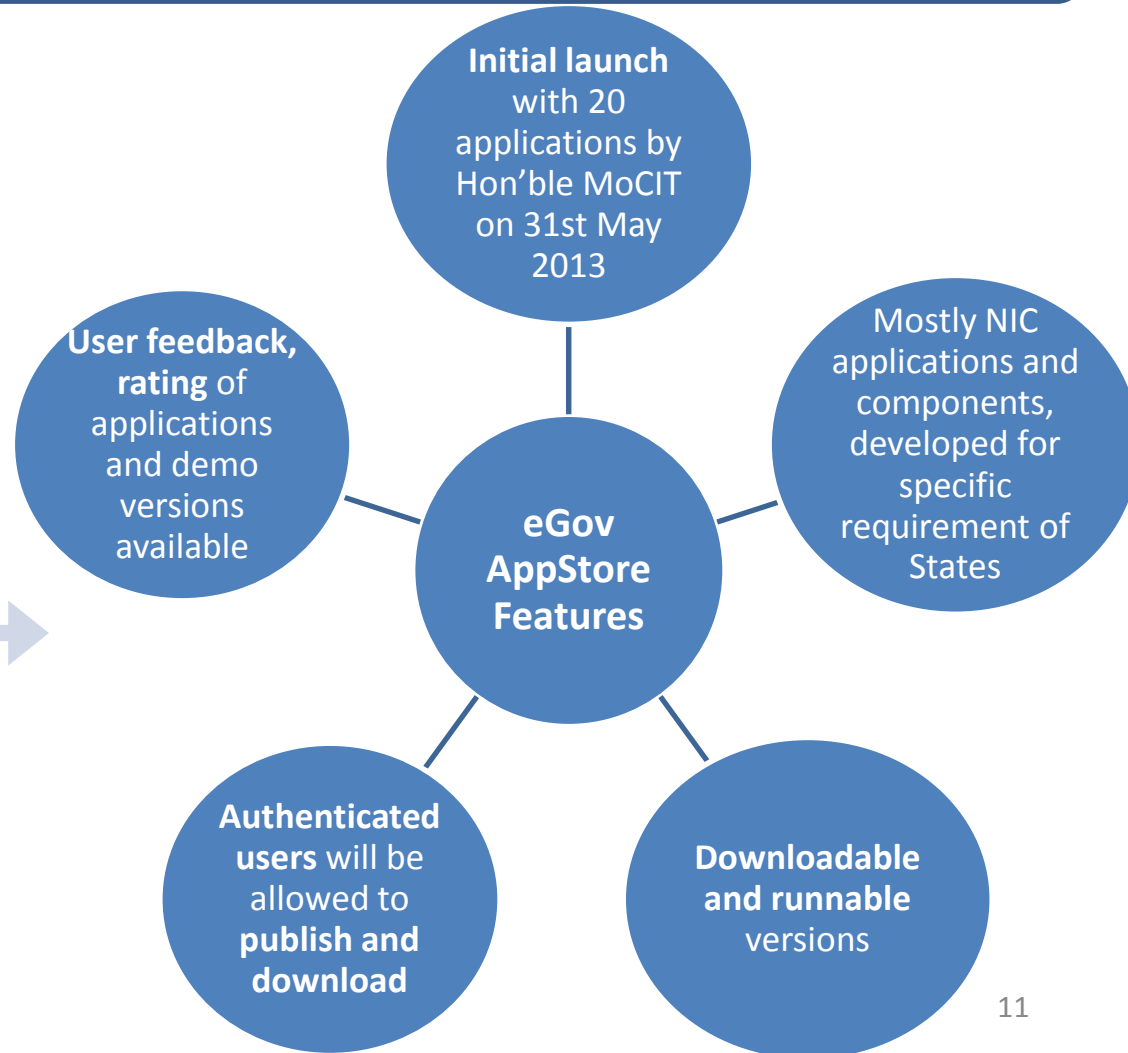 Initial launch
with 20
applications by
Hon’ble MoCIT
on 31st May
2013
Mostly NIC
applications and
components,
developed for
specific
requirement of
States
User feedback,
rating of
applications
and demo
versions
available
eGov
AppStore
Features
Authenticated
users will be
allowed to
publish and
download
Downloadable
and runnable
versions
11